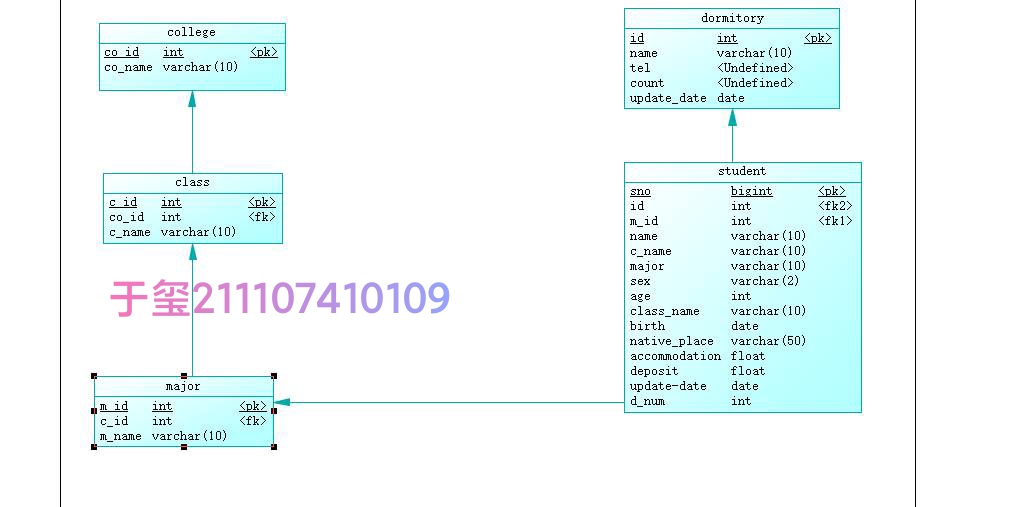 college
co_id int <pk>
co_name varchar(10)
class
c_id int <pk>
co_id int <fk>
c_name varchar(10)
于玺211107410109
major
m_id int <pk>
c_id int <fk>
m_name varchar(10)
dormitory
id int <pk>
name varchar(10)
tel <Undefined>
count <Undefined>
update_date date
student
sno bigint <pk>
id int <fk2>
m_id int <fk1>
name varchar(10)
c_name varchar(10)
major varchar(10)
sex varchar(2)
age int
class_name varchar(10)
birth date
native_place varchar(50)
accommodation float
deposit float
update-date date
d_num int